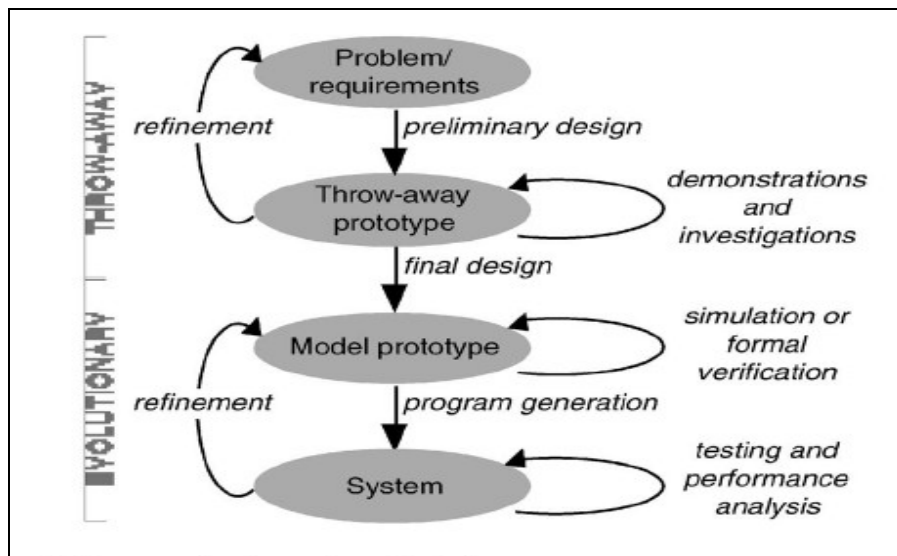 THROW-AWAY
Problem/
requirements
refinement
preliminary design
Throw-away
prototype
demonstrations
and
investigations
final design
EVOLUTIONARY
Model prototype
simulation or
formal
verification
refinement
program generation
System
testing and
performance
analysis